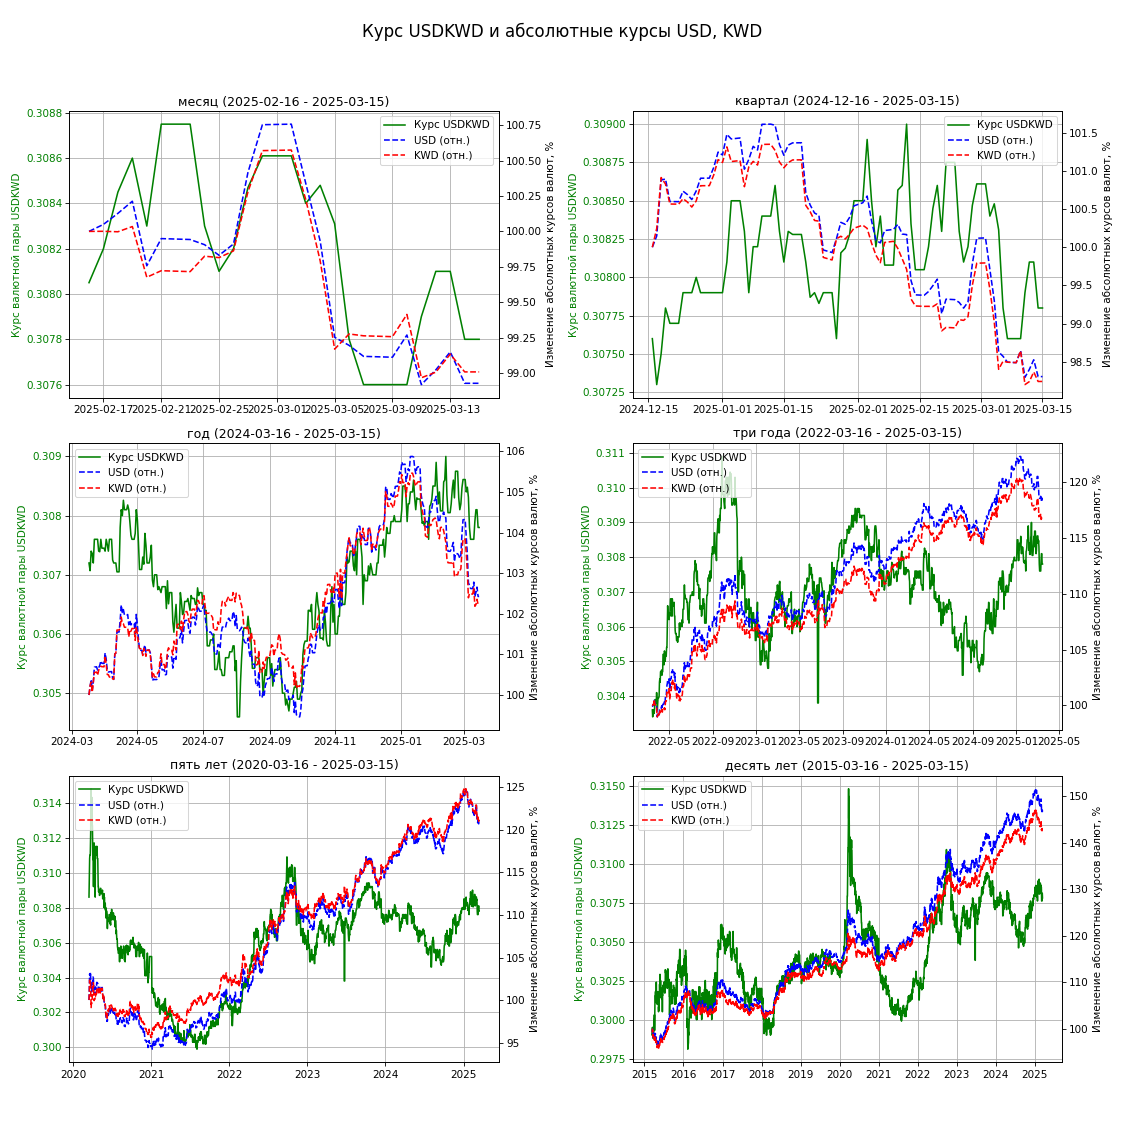 Курс USDKWD и абсолютные курсы USD, KWD
месяц (2025-02-16 - 2025-03-15)
Курс валютной пары USDKWD
0.3088
0.3086
0.3084
0.3082
0.3080
0.3078
0.3076
Курс USDKWD
USD (отн.)
KWD (отн.)
100.75
100.50
100.25
100.00
99.75
99.50
99.25
99.00
Изменение абсолютных курсов валют, %
2025-02-17 2025-02-21 2025-02-25 2025-03-01 2025-03-05 2025-03-09 2025-03-13
квартал (2024-12-16 - 2025-03-15)
Курс валютной пары USDKWD
0.30900
0.30875
0.30850
0.30825
0.30800
0.30775
0.30750
0.30725
Курс USDKWD
USD (отн.)
KWD (отн.)
101.5
101.0
100.5
100.0
99.5
99.0
98.5
Изменение абсолютных курсов валют, %
2024-12-15 2025-01-01 2025-01-15 2025-02-01 2025-02-15 2025-03-01 2025-03-15
год (2024-03-16 - 2025-03-15)
Курс валютной пары USDKWD
0.309
0.308
0.307
0.306
0.305
Курс USDKWD
USD (отн.)
KWD (отн.)
106
105
104
103
102
101
100
Изменение абсолютных курсов валют, %
2024-03 2024-05 2024-07 2024-09 2024-11 2025-01 2025-03
три года (2022-03-16 - 2025-03-15)
Курс валютной пары USDKWD
0.311
0.310
0.309
0.308
0.307
0.306
0.305
0.304
Курс USDKWD
USD (отн.)
KWD (отн.)
120
115
110
105
100
Изменение абсолютных курсов валют, %
2022-05 2022-09 2023-01 2023-05 2023-09 2024-01 2024-05 2024-09 2025-01 2025-05
пять лет (2020-03-16 - 2025-03-15)
Курс валютной пары USDKWD
0.314
0.312
0.310
0.308
0.306
0.304
0.302
0.300
Курс USDKWD
USD (отн.)
KWD (отн.)
125
120
115
110
105
100
95
Изменение абсолютных курсов валют, %
2020 2021 2022 2023 2024 2025
десять лет (2015-03-16 - 2025-03-15)
Курс валютной пары USDKWD
0.3150
0.3125
0.3100
0.3075
0.3050
0.3025
0.3000
0.2975
Курс USDKWD
USD (отн.)
KWD (отн.)
150
140
130
120
110
100
Изменение абсолютных курсов валют, %
2015 2016 2017 2018 2019 2020 2021 2022 2023 2024 2025